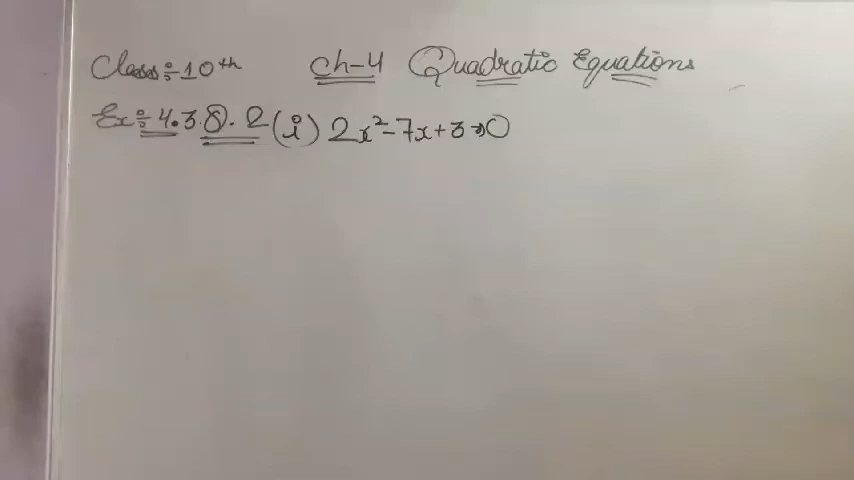 Class:-10th Ch-4 Quadratic Equations
Ex:-4.3 Q.2 (i) 2x²-7x+3=0